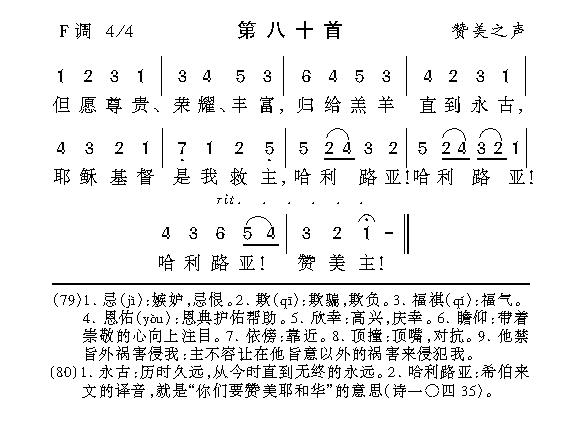 F调 4/4 第八十首 赞美之声
1 2 3 1 | 3 4 5 3 | 6 4 5 3 | 4 2 3 1 |
但愿尊贵、荣耀、丰富,归给羔羊 直到永古,
4 3 2 1 | 7 1 2 5 | 5 2 4 3 2 | 5 2 4 3 2 1 |
耶稣基督 是我救主,哈利路亚!哈利路亚!
rit. . . . . . .
4 3 6 5 4 | 3 2 1 - ‖
哈利路亚! 赞美主!
(79)1. 忌(jì):嫉妒,忌恨。2. 欺(qī):欺骗,欺负。3. 福祺(qí):福气。
4. 恩佑(yòu):恩典护佑帮助。5. 欣幸:高兴,庆幸。6. 瞻仰:带着
崇敬的心向上注目。7. 依傍:靠近。8. 顶撞:顶嘴,对抗。9. 他禁
旨外祸害侵我:主不容让在他旨意以外的祸害来侵犯我。
(80)1. 永古:历时久远,从今时直到无终的永远。2. 哈利路亚:希伯来
文的译音,就是“你们要赞美耶和华”的意思(诗一〇四 35)。